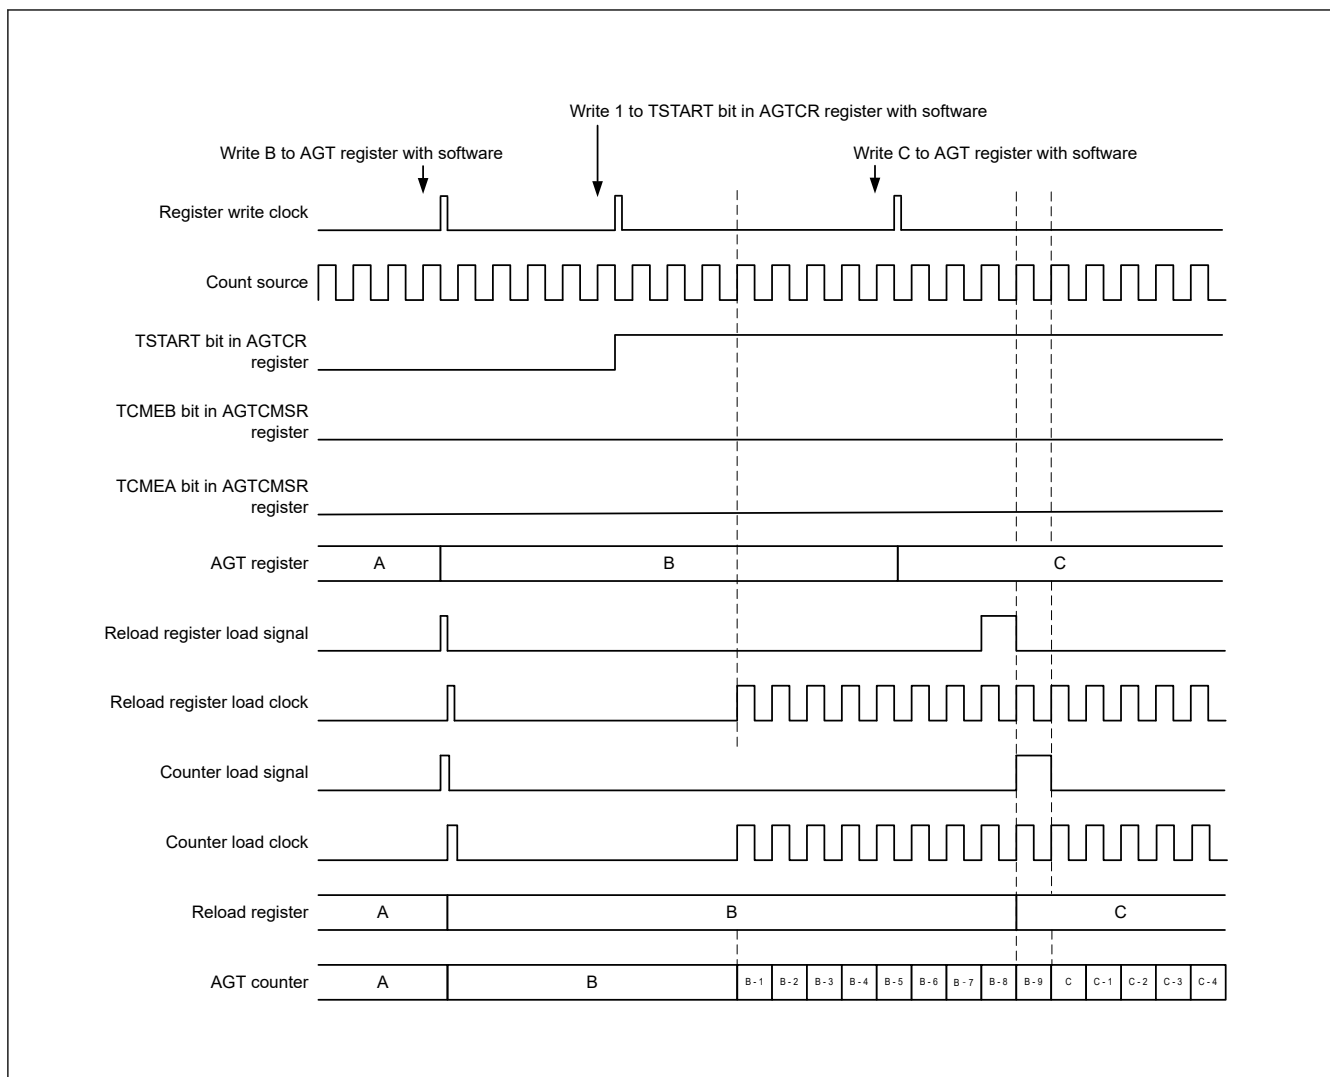 Write 1 to TSTART bit in AGTCR register with software
Write B to AGT register with software
Write C to AGT register with software
Register write clock
Count source
TSTART bit in AGTCR
register
TCMEB bit in AGTCMSR
register
TCMEA bit in AGTCMSR
register
AGT register
A
B
C
Reload register load signal
Reload register load clock
Counter load signal
Counter load clock
Reload register
A
B
C
AGT counter
A
B
B - 1
B - 2
B - 3
B - 4
B - 5
B - 6
B - 7
B - 8
B - 9
C
C - 1
C - 2
C - 3
C - 4